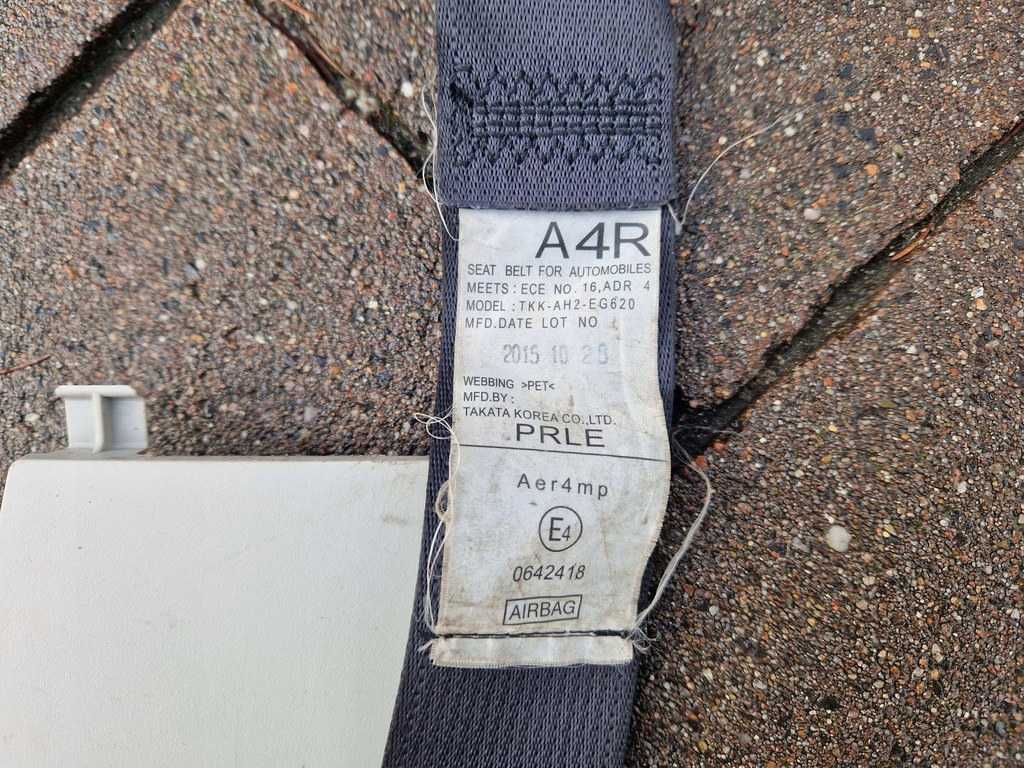 A4R
SEAT BELT FOR AUTOMOBILES
MEETS : ECE NO. 16, ADR 4
MODEL : TKK-AH2-EG620
MFD.DATE LOT NO
2015 10 28
WEBBING >PET<
MFD.BY :
TAKATA KOREA CO.,LTD.
PRLE
Aer4mp
E4
0642418
AIRBAG